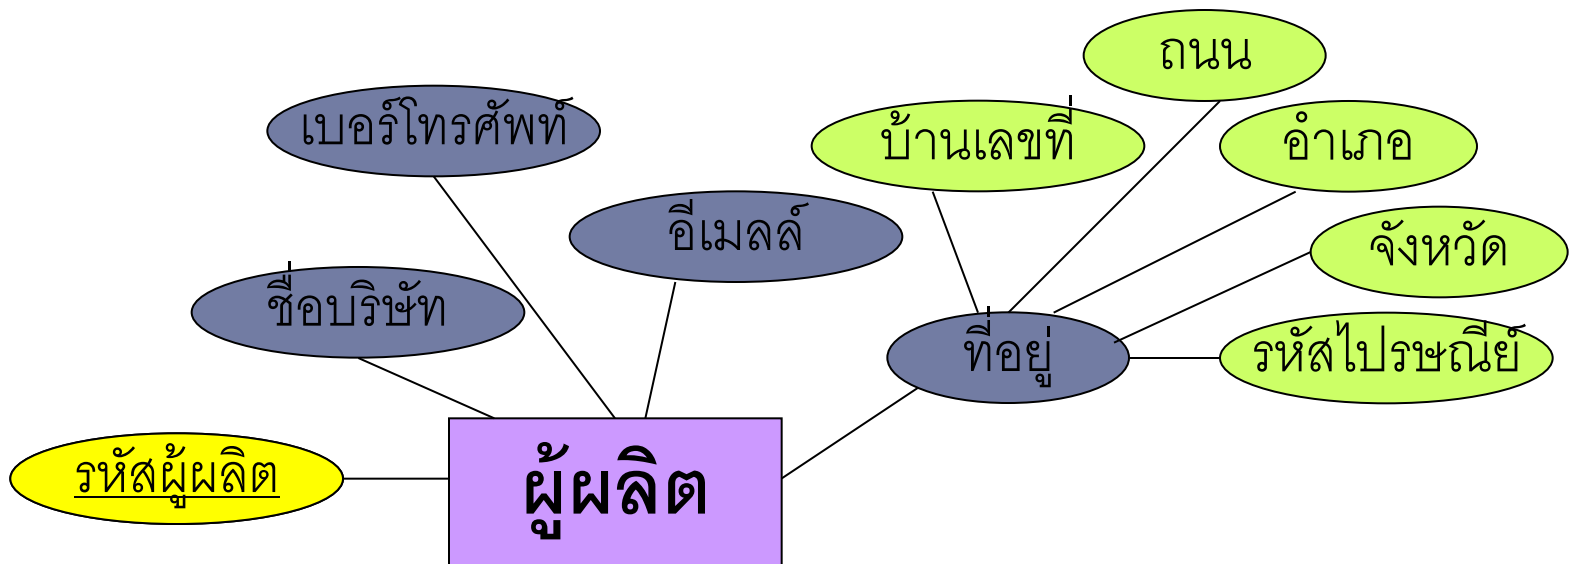 ถนน
เบอร์โทรศัพท์
บ้านเลขที่
อำเภอ
อีเมลล์
จังหวัด
ชื่อบริษัท
ที่อยู่
รหัสไปรษณีย์
รหัสผู้ผลิต
ผู้ผลิต